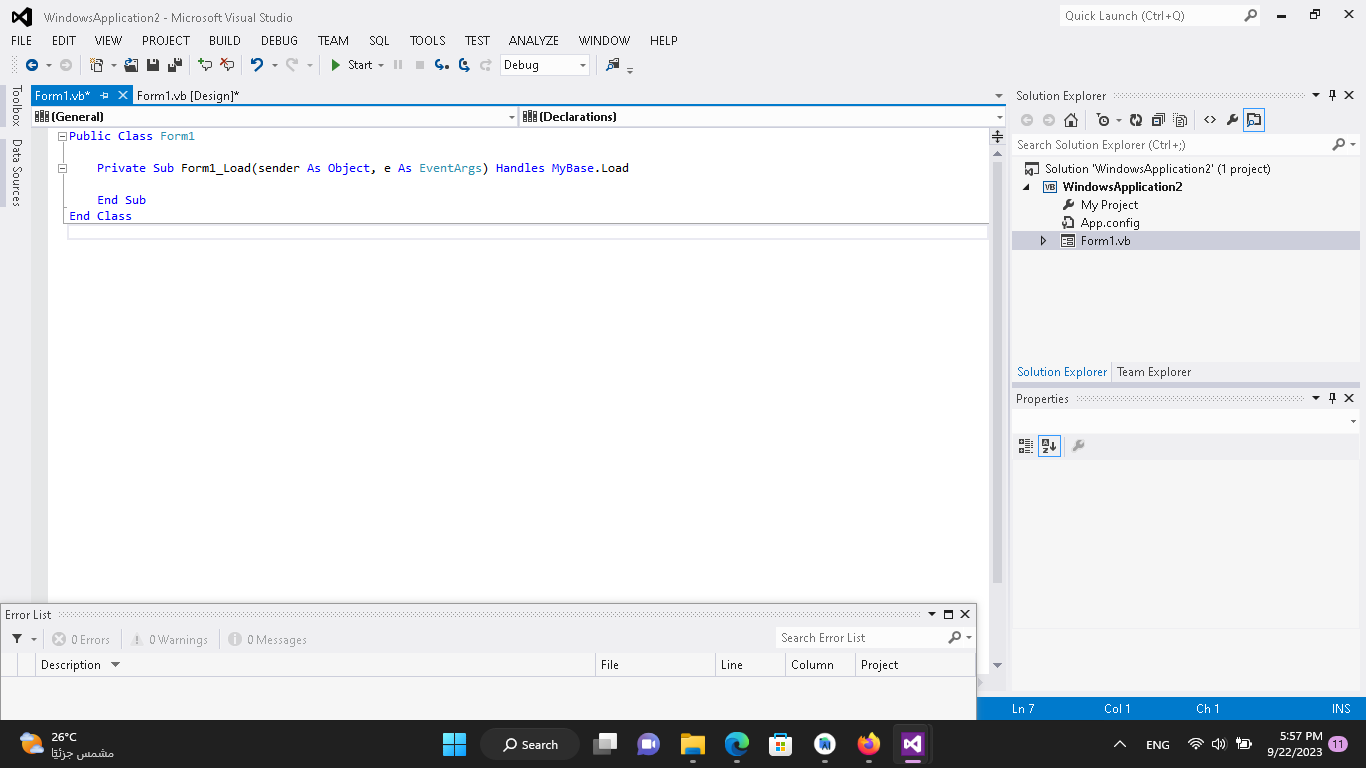 WindowsApplication2 - Microsoft Visual Studio
Quick Launch (Ctrl+Q)
FILE EDIT VIEW PROJECT BUILD DEBUG TEAM SQL TOOLS TEST ANALYZE WINDOW HELP
Start Debug
Toolbox
Data Sources
Form1.vb* Form1.vb [Design]*
(General) (Declarations)
Public Class Form1
Private Sub Form1_Load(sender As Object, e As EventArgs) Handles MyBase.Load
End Sub
End Class
Solution Explorer
Search Solution Explorer (Ctrl+;)
Solution 'WindowsApplication2' (1 project)
VB WindowsApplication2
My Project
App.config
Form1.vb
Solution Explorer Team Explorer
Properties
Error List
0 Errors 0 Warnings 0 Messages Search Error List
Description File Line Column Project
Ln 7 Col 1 Ch 1 INS
26°C
مشمس جزئيًا
Search
ENG
5:57 PM
9/22/2023 11